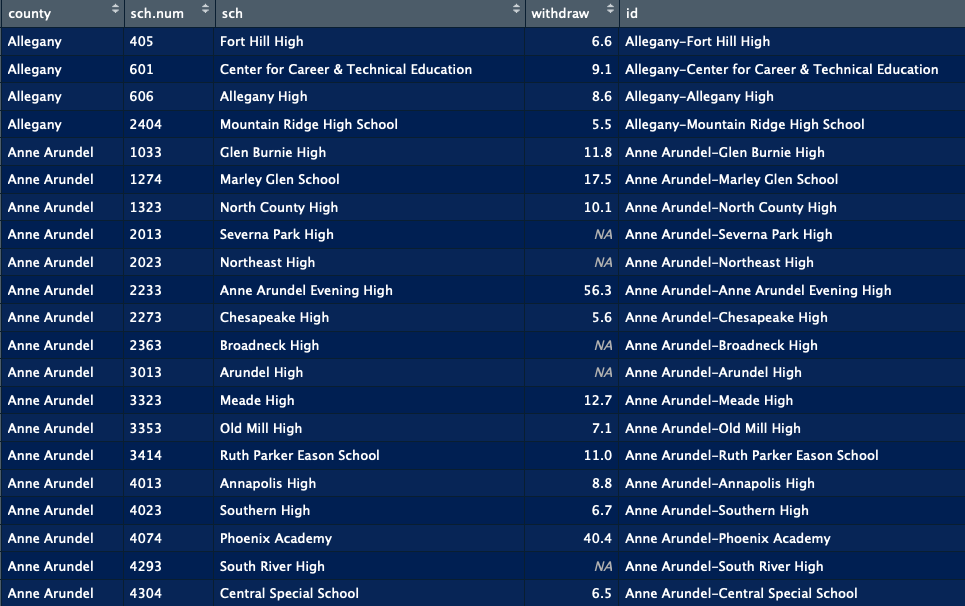 county sch.num sch withdraw id
Allegany 405 Fort Hill High 6.6 Allegany-Fort Hill High
Allegany 601 Center for Career & Technical Education 9.1 Allegany-Center for Career & Technical Education
Allegany 606 Allegany High 8.6 Allegany-Allegany High
Allegany 2404 Mountain Ridge High School 5.5 Allegany-Mountain Ridge High School
Anne Arundel 1033 Glen Burnie High 11.8 Anne Arundel-Glen Burnie High
Anne Arundel 1274 Marley Glen School 17.5 Anne Arundel-Marley Glen School
Anne Arundel 1323 North County High 10.1 Anne Arundel-North County High
Anne Arundel 2013 Severna Park High NA Anne Arundel-Severna Park High
Anne Arundel 2023 Northeast High NA Anne Arundel-Northeast High
Anne Arundel 2233 Anne Arundel Evening High 56.3 Anne Arundel-Anne Arundel Evening High
Anne Arundel 2273 Chesapeake High 5.6 Anne Arundel-Chesapeake High
Anne Arundel 2363 Broadneck High NA Anne Arundel-Broadneck High
Anne Arundel 3013 Arundel High NA Anne Arundel-Arundel High
Anne Arundel 3323 Meade High 12.7 Anne Arundel-Meade High
Anne Arundel 3353 Old Mill High 7.1 Anne Arundel-Old Mill High
Anne Arundel 3414 Ruth Parker Eason School 11.0 Anne Arundel-Ruth Parker Eason School
Anne Arundel 4013 Annapolis High 8.8 Anne Arundel-Annapolis High
Anne Arundel 4023 Southern High 6.7 Anne Arundel-Southern High
Anne Arundel 4074 Phoenix Academy 40.4 Anne Arundel-Phoenix Academy
Anne Arundel 4293 South River High NA Anne Arundel-South River High
Anne Arundel 4304 Central Special School 6.5 Anne Arundel-Central Special School